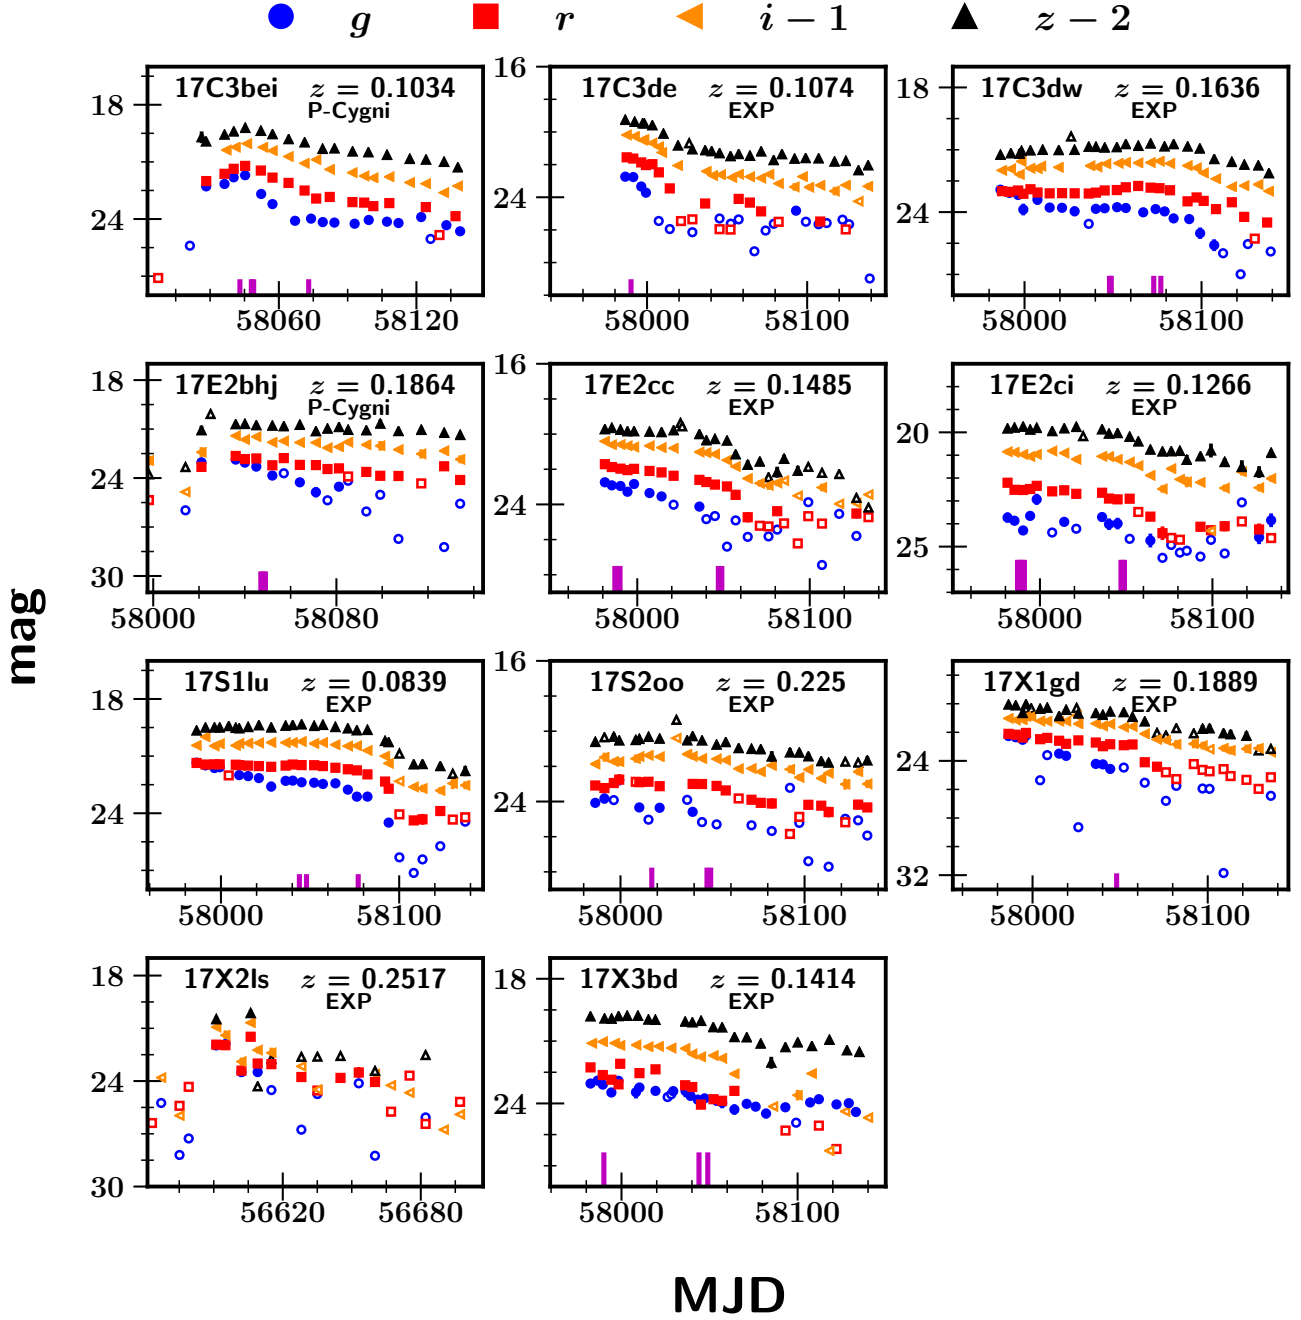 g r i − 1 z − 2
17C3bei z = 0.1034
P-Cygni
18
24
58060 58120
17C3de z = 0.1074
EXP
16
24
58000 58100
17C3dw z = 0.1636
EXP
18
24
58000 58100
17E2bhj z = 0.1864
P-Cygni
18
24
30
58000 58080
17E2cc z = 0.1485
EXP
16
24
58000 58100
17E2ci z = 0.1266
EXP
20
25
58000 58100
17S1lu z = 0.0839
EXP
18
24
58000 58100
17S2oo z = 0.225
EXP
16
24
58000 58100
17X1gd z = 0.1889
EXP
24
32
58000 58100
17X2ls z = 0.2517
EXP
18
24
30
56620 56680
17X3bd z = 0.1414
EXP
18
24
58000 58100
mag
MJD